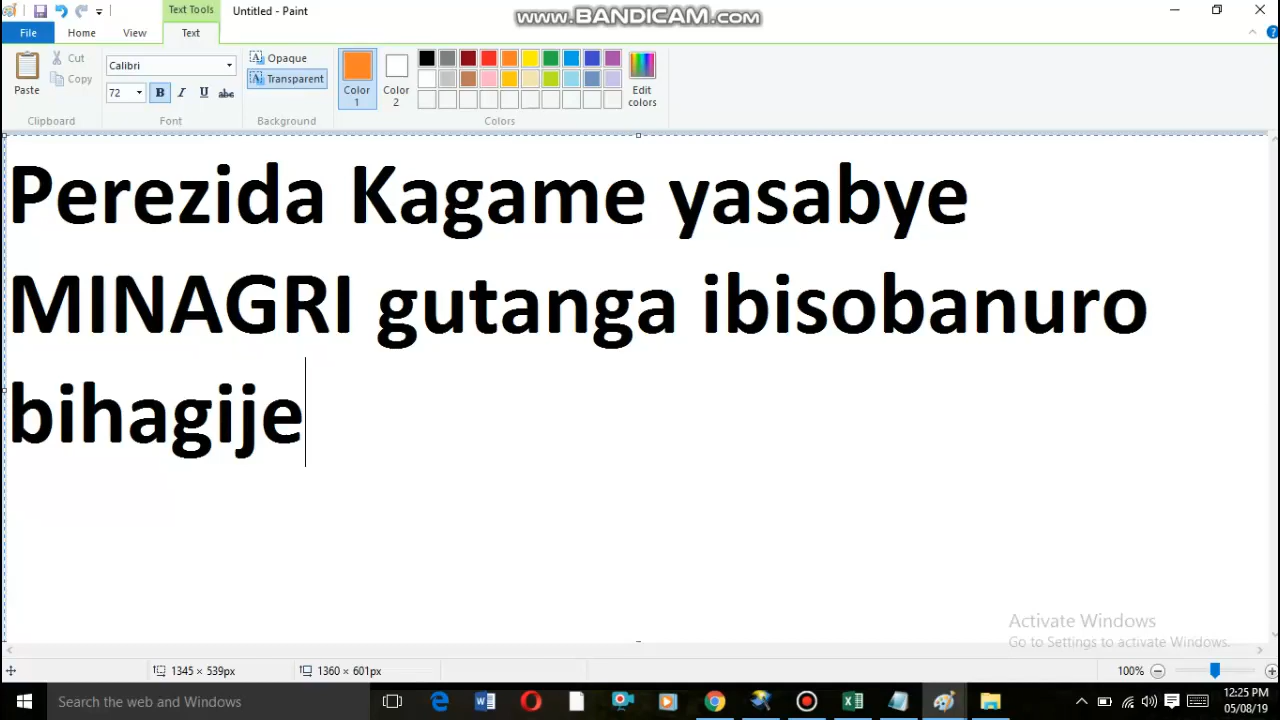 Text Tools
Untitled - Paint
www.BANDICAM.com
File
Home
View
Text
Paste
Cut
Copy
Clipboard
Calibri
72
B I U abc
Font
Opaque
Transparent
Background
Color 1
Color 2
Edit colors
Colors
Perezida Kagame yasabye
MINAGRI gutanga ibisobanuro
bihagije
Activate Windows
Go to Settings to activate Windows.
1345 × 539px
1360 × 601px
100%
Search the web and Windows
12:25 PM
05/08/19